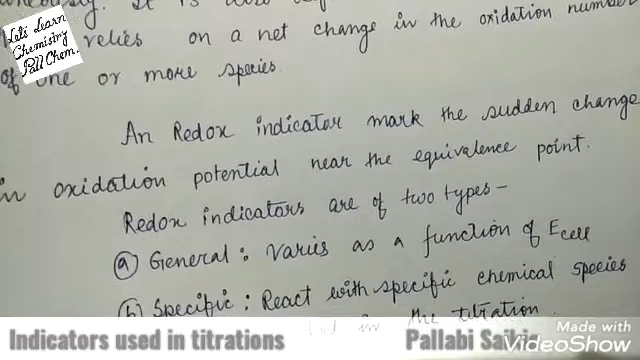 relies on a net change in the oxidation number
of one or more species.
An Redox indicator mark the sudden change
in oxidation potential near the equivalence point.
Redox indicators are of two types -
(a) General : Varies as a function of Ecell
(b) Specific : React with specific chemical species
in the titration.
Let's Learn
Chemistry
Pall Chem.
Indicators used in titrations
Pallabi
Made with
VideoShow